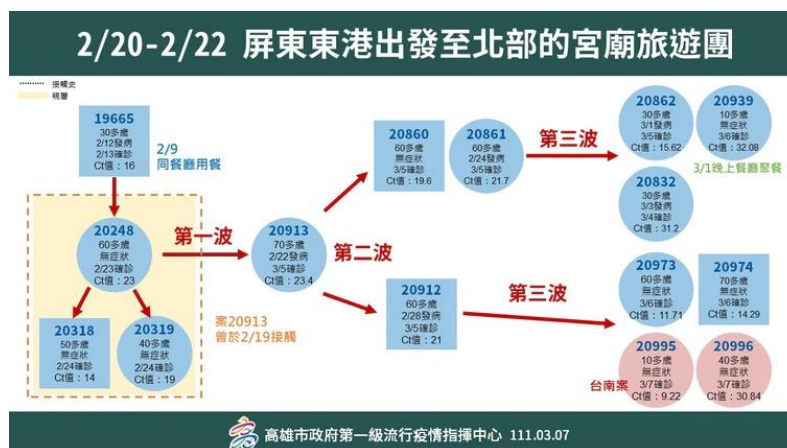 2/20-2/22 屏東東港出發至北部的宮廟旅遊團
接觸史
親屬
19665
30多歲
2/12發病
2/13確診
Ct值：16
2/9
同餐廳用餐
20248
60多歲
無症狀
2/23確診
Ct值：23
20318
50多歲
無症狀
2/24確診
Ct值：14
20319
40多歲
無症狀
2/24確診
Ct值：19
第一波
案20913
曾於2/19接觸
20913
70多歲
2/22發病
3/5確診
Ct值：23.4
第二波
20860
60多歲
無症狀
3/5確診
Ct值：19.6
20861
60多歲
2/24發病
3/5確診
Ct值：21.7
20912
60多歲
2/28發病
3/5確診
Ct值：21
第三波
20862
30多歲
3/1發病
3/5確診
Ct值：15.62
20939
10多歲
無症狀
3/6確診
Ct值：32.08
3/1晚上餐廳聚餐
20832
30多歲
3/3發病
3/4確診
Ct值：31.2
第三波
20973
60多歲
無症狀
3/6確診
Ct值：11.71
20974
70多歲
無症狀
3/6確診
Ct值：14.29
台南案
20995
10多歲
無症狀
3/7確診
Ct值：9.22
20996
40多歲
無症狀
3/7確診
Ct值：30.84
高雄市政府第一級流行疫情指揮中心 111.03.07